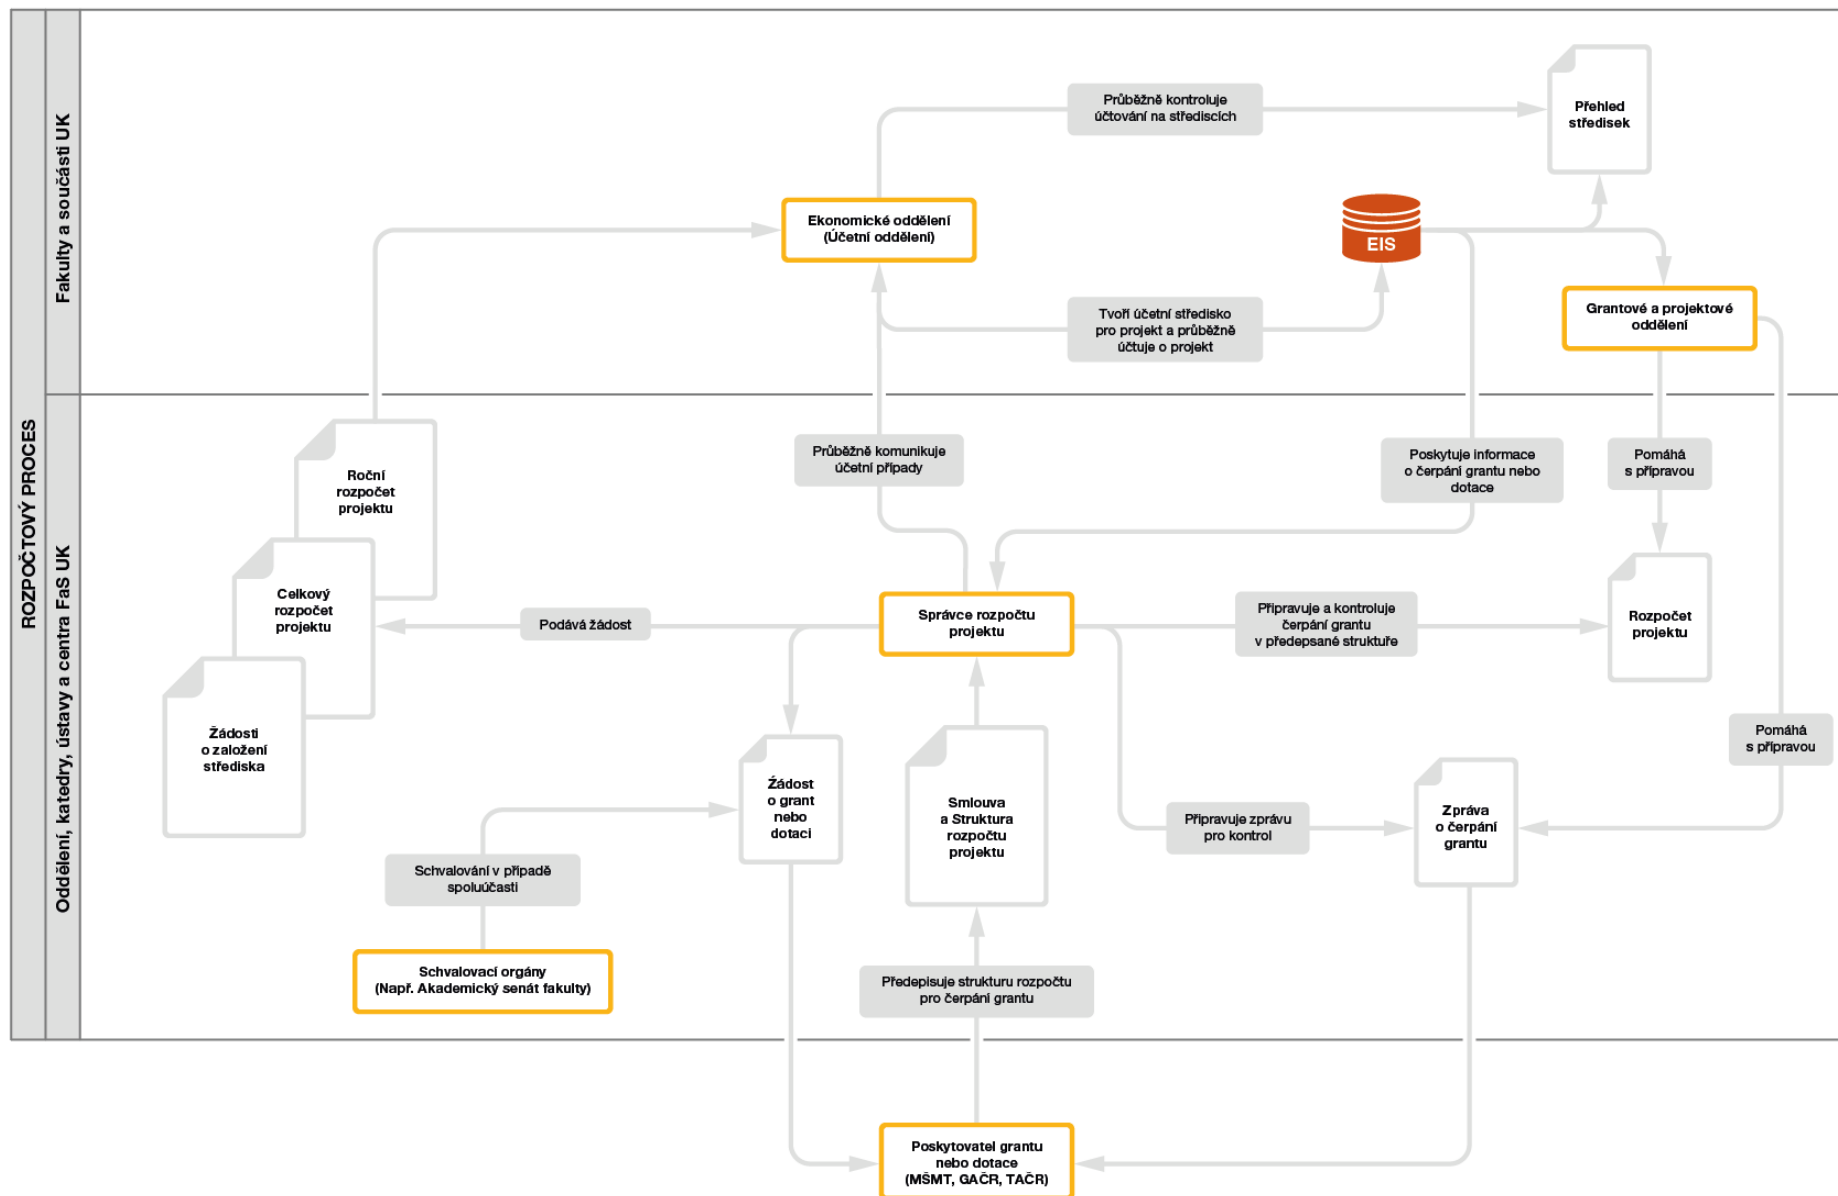 ROZPOČTOVÝ PROCES
Fakulty a součásti UK
Oddělení, katedry, ústavy a centra FaS UK
Průběžně kontroluje
účtování na střediscích
Přehled
středisek
Ekonomické oddělení
(Účetní oddělení)
EIS
Tvoří účetní středisko
pro projekt a průběžně
účtuje o projekt
Grantové a projektové
oddělení
Roční
rozpočet
projektu
Průběžně komunikuje
účetní případy
Poskytuje informace
o čerpání grantu nebo
dotace
Pomáhá
s přípravou
Celkový
rozpočet
projektu
Podává žádost
Správce rozpočtu
projektu
Připravuje a kontroluje
čerpání grantu
v předepsané struktuře
Rozpočet
projektu
Žádosti
o založení
střediska
Źádost
o grant
nebo
dotaci
Smlouva
a Struktura
rozpočtu
projektu
Připravuje zprávu
pro kontrol
Zpráva
o čerpání
grantu
Pomáhá
s přípravou
Schvalování v případě
spoluúčasti
Schvalovací orgány
(Např. Akademický senát fakulty)
Předepisuje strukturu rozpočtu
pro čerpání grantu
Poskytovatel grantu
nebo dotace
(MŠMT, GAČR, TAČR)